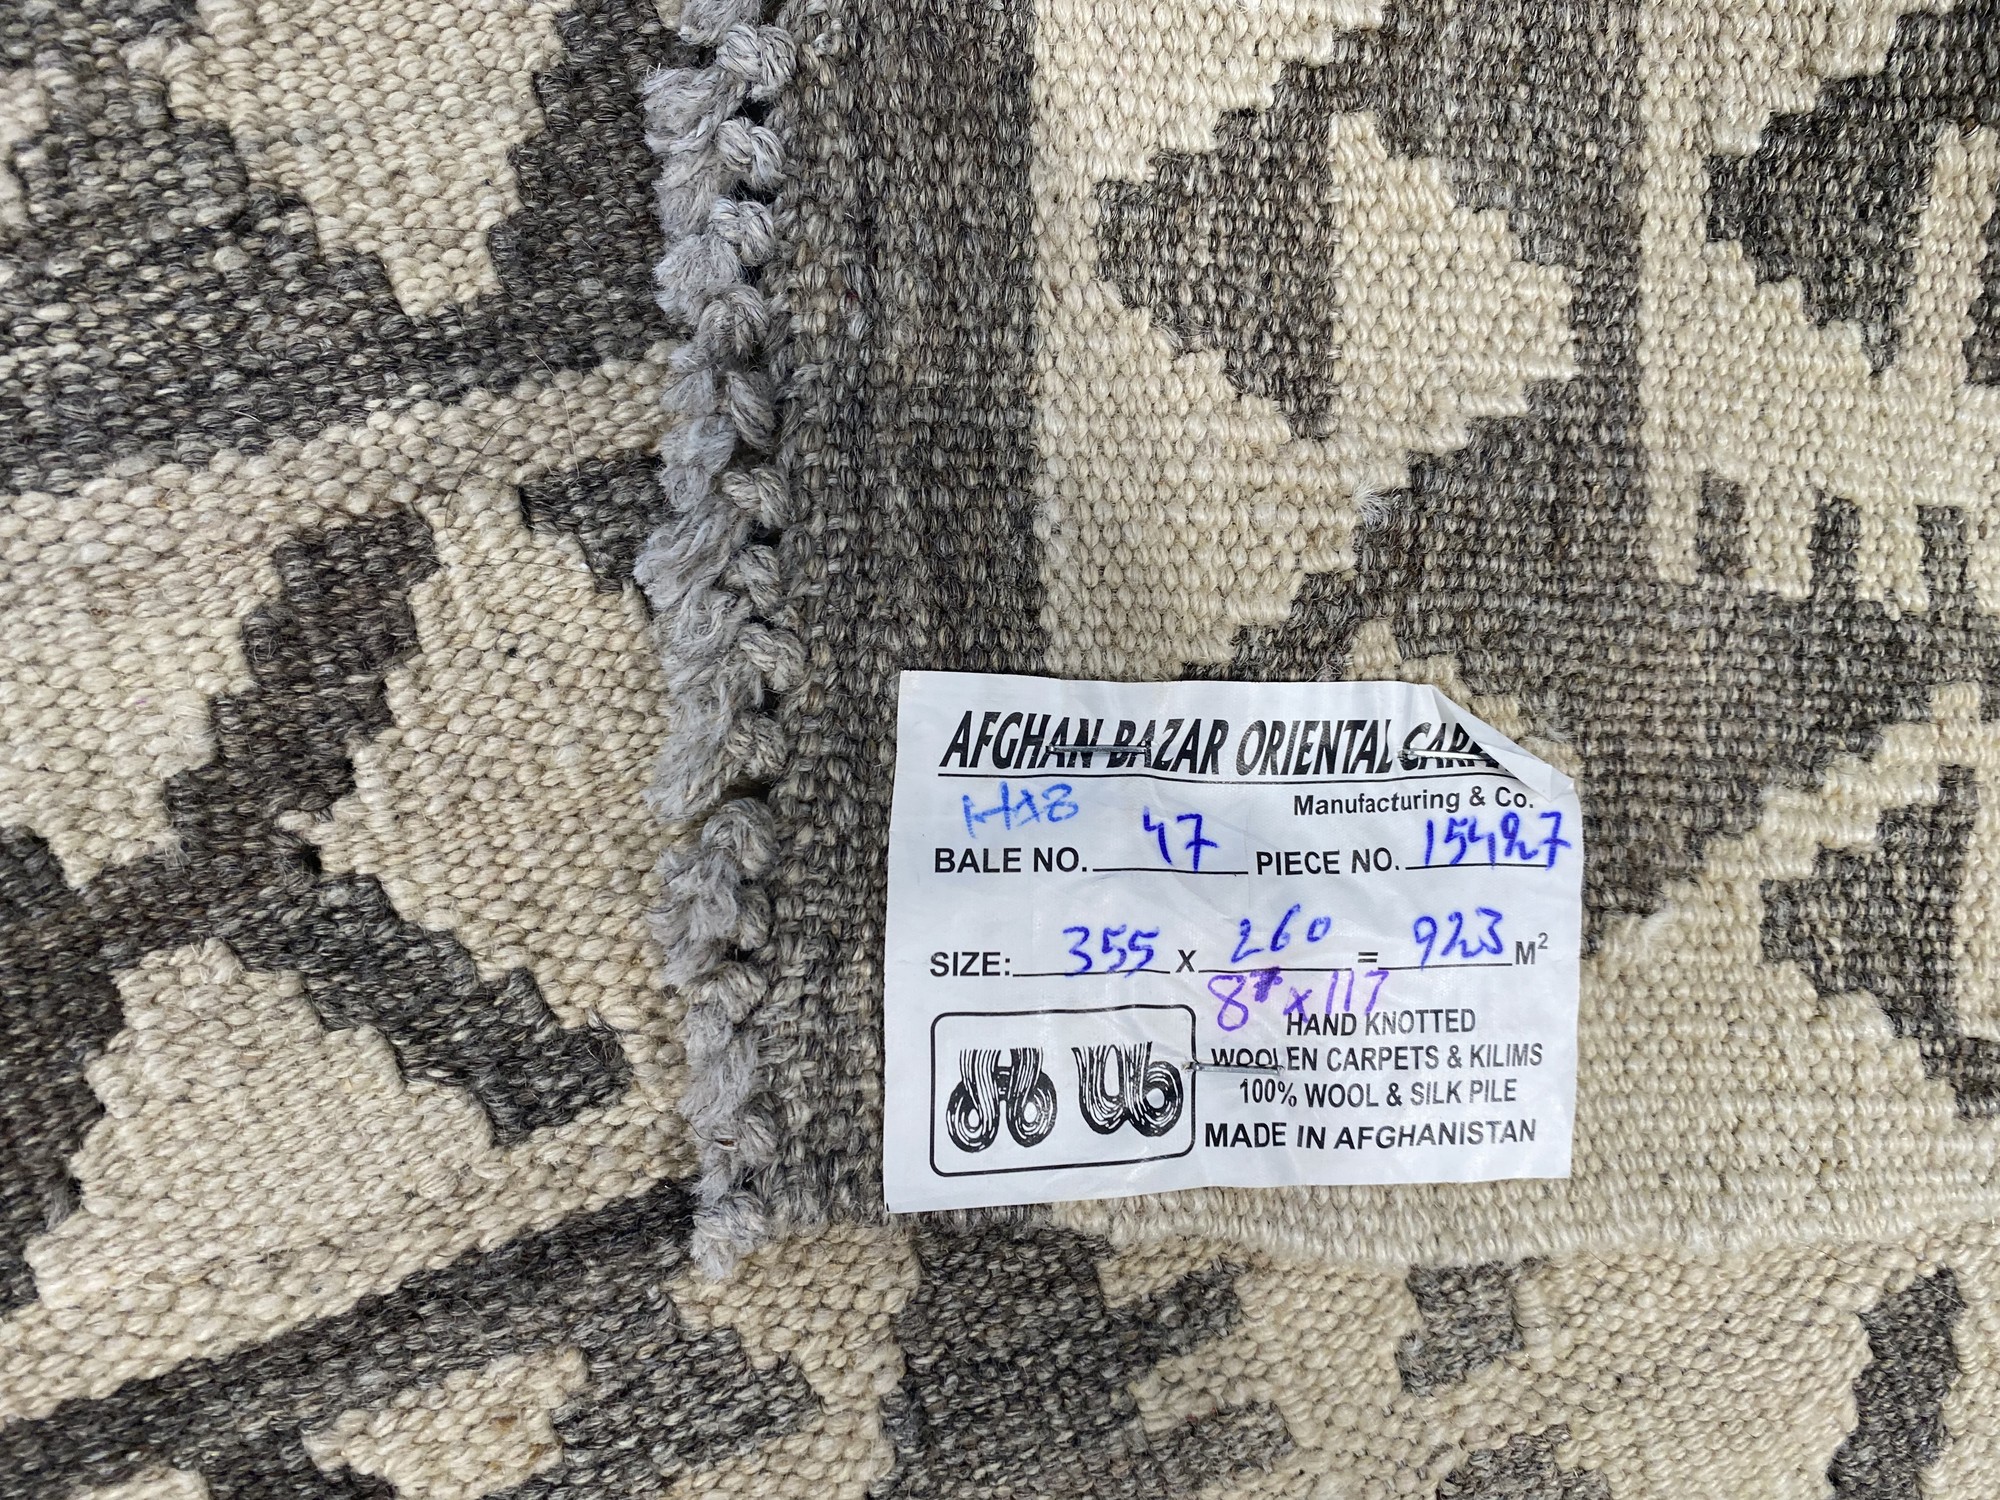 AFGHAN BAZAR ORIENTAL
Manufacturing & Co.
BALE NO. 47 PIECE NO. 15427
SIZE: 355 X 260 = 923 M²
HAND KNOTTED
WOOLEN CARPETS & KILIMS
100% WOOL & SILK PILE
MADE IN AFGHANISTAN